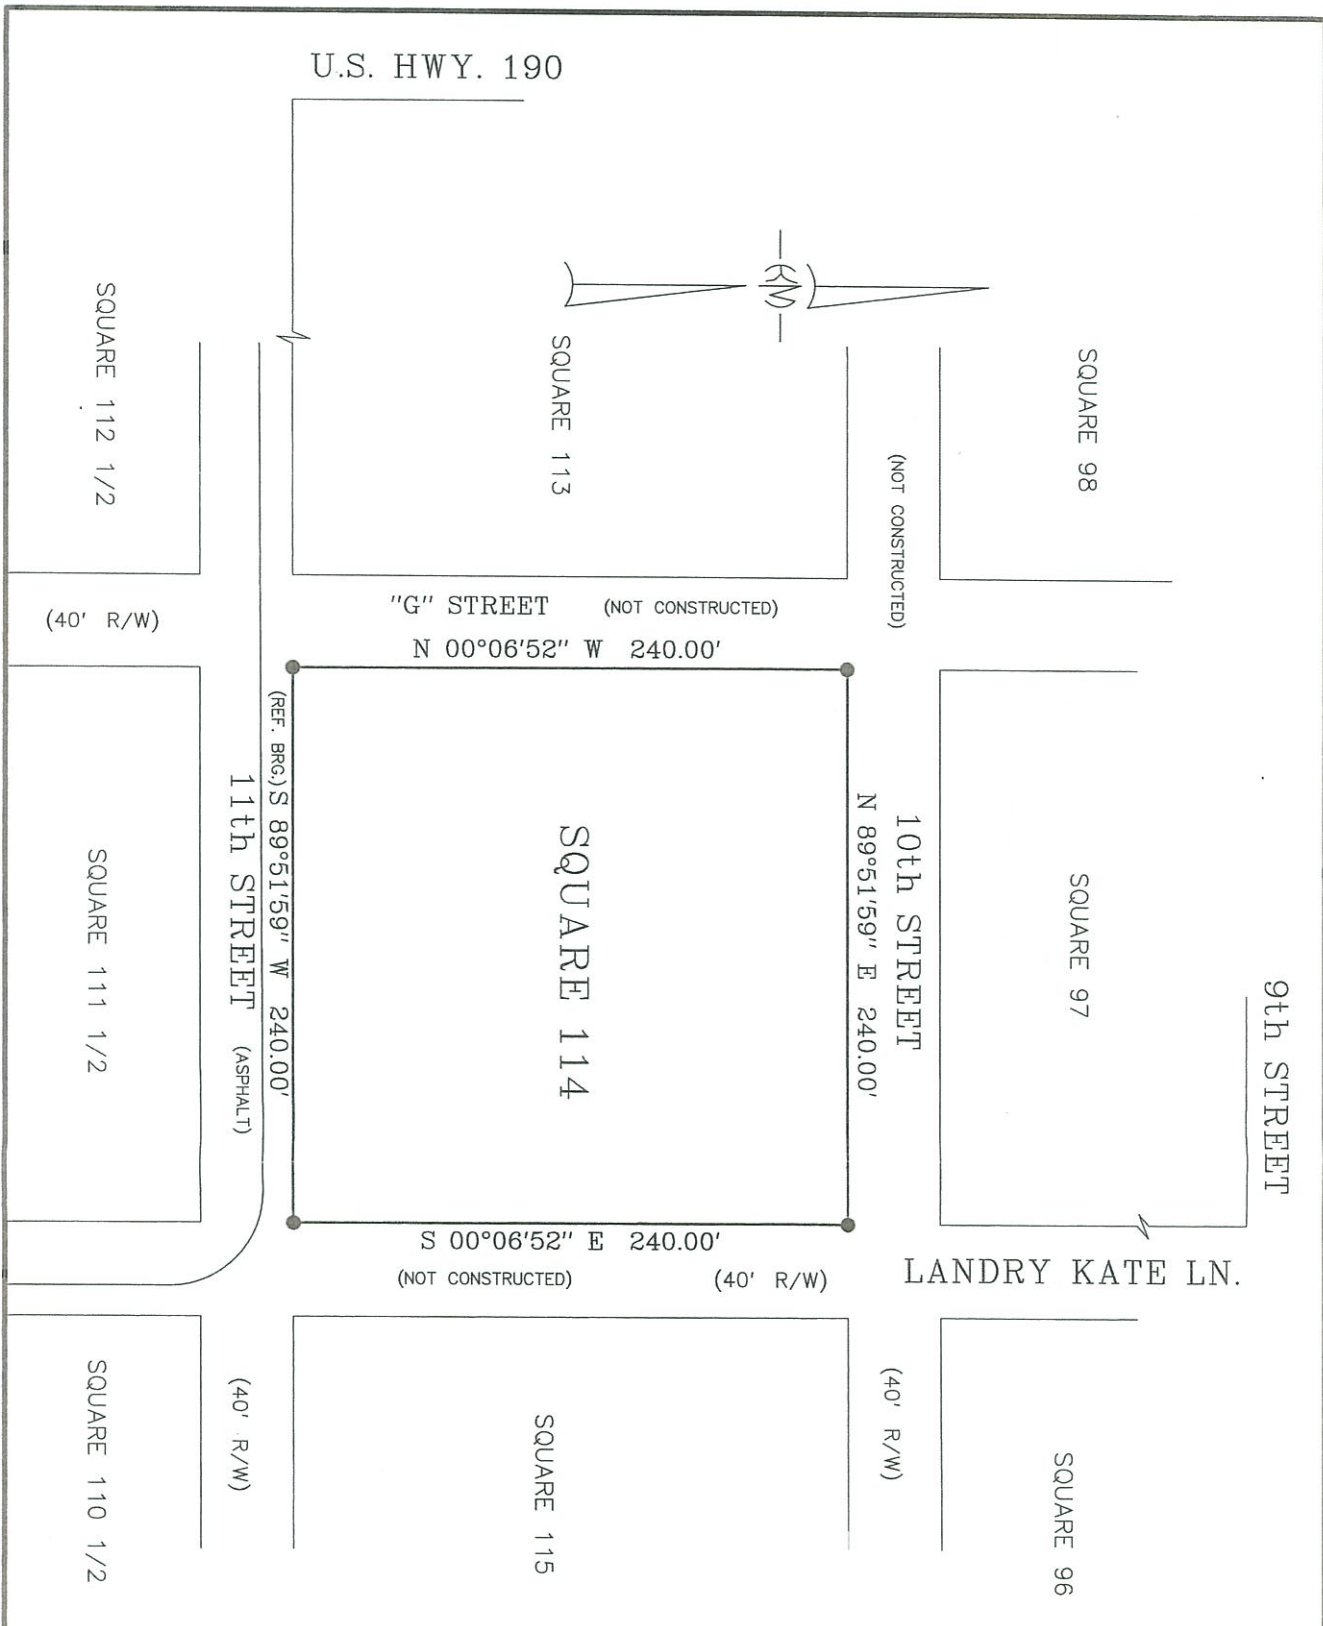 U.S. HWY. 190
SQUARE 112 1/2
SQUARE 113
SQUARE 98
(NOT CONSTRUCTED)
(40' R/W)
"G" STREET (NOT CONSTRUCTED)
N 00°06'52" W 240.00'
(REF. BRG.) S 89°51'59" W 240.00'
11th STREET (ASPHALT)
SQUARE 111 1/2
SQUARE 114
N 89°51'59" E 240.00'
10th STREET
SQUARE 97
9th STREET
S 00°06'52" E 240.00'
(NOT CONSTRUCTED) (40' R/W)
LANDRY KATE LN.
SQUARE 110 1/2
(40' R/W)
SQUARE 115
(40' R/W)
SQUARE 96